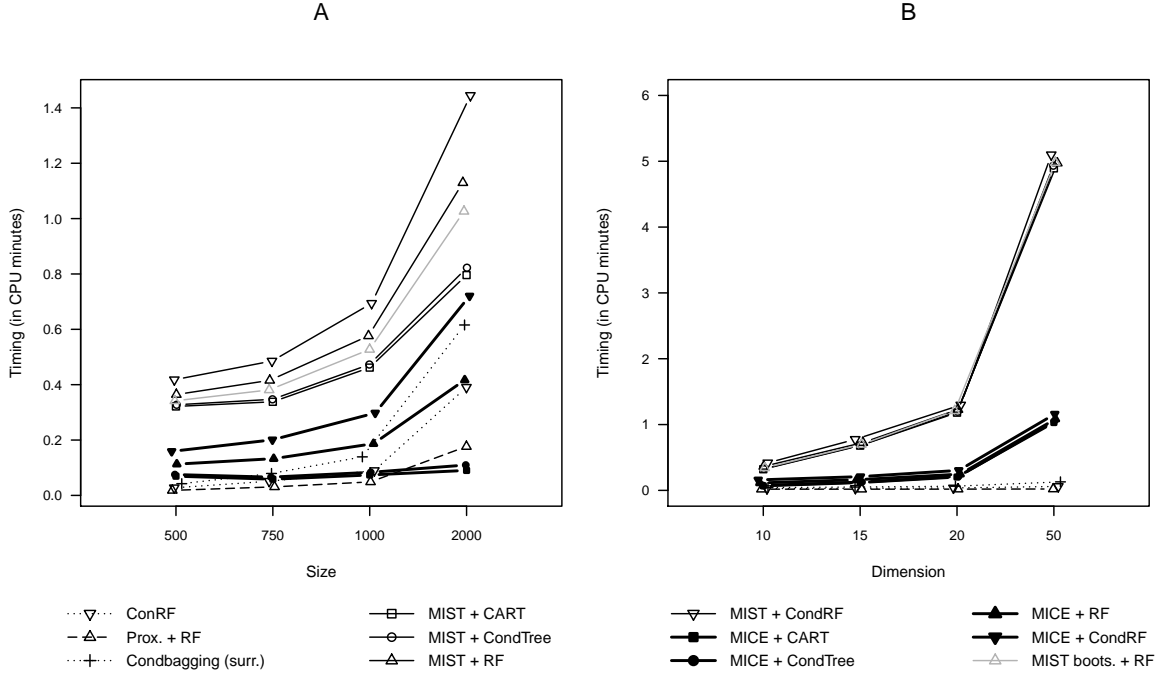 A
B
Timing (in CPU minutes)
1.4
1.2
1.0
0.8
0.6
0.4
0.2
0.0
500 750 1000 2000
Size
Timing (in CPU minutes)
6
5
4
3
2
1
0
10 15 20 50
Dimension
ConRF
Prox. + RF
Condbagging (surr.)
MIST + CART
MIST + CondTree
MIST + RF
MIST + CondRF
MICE + CART
MICE + CondTree
MICE + RF
MICE + CondRF
MIST boots. + RF